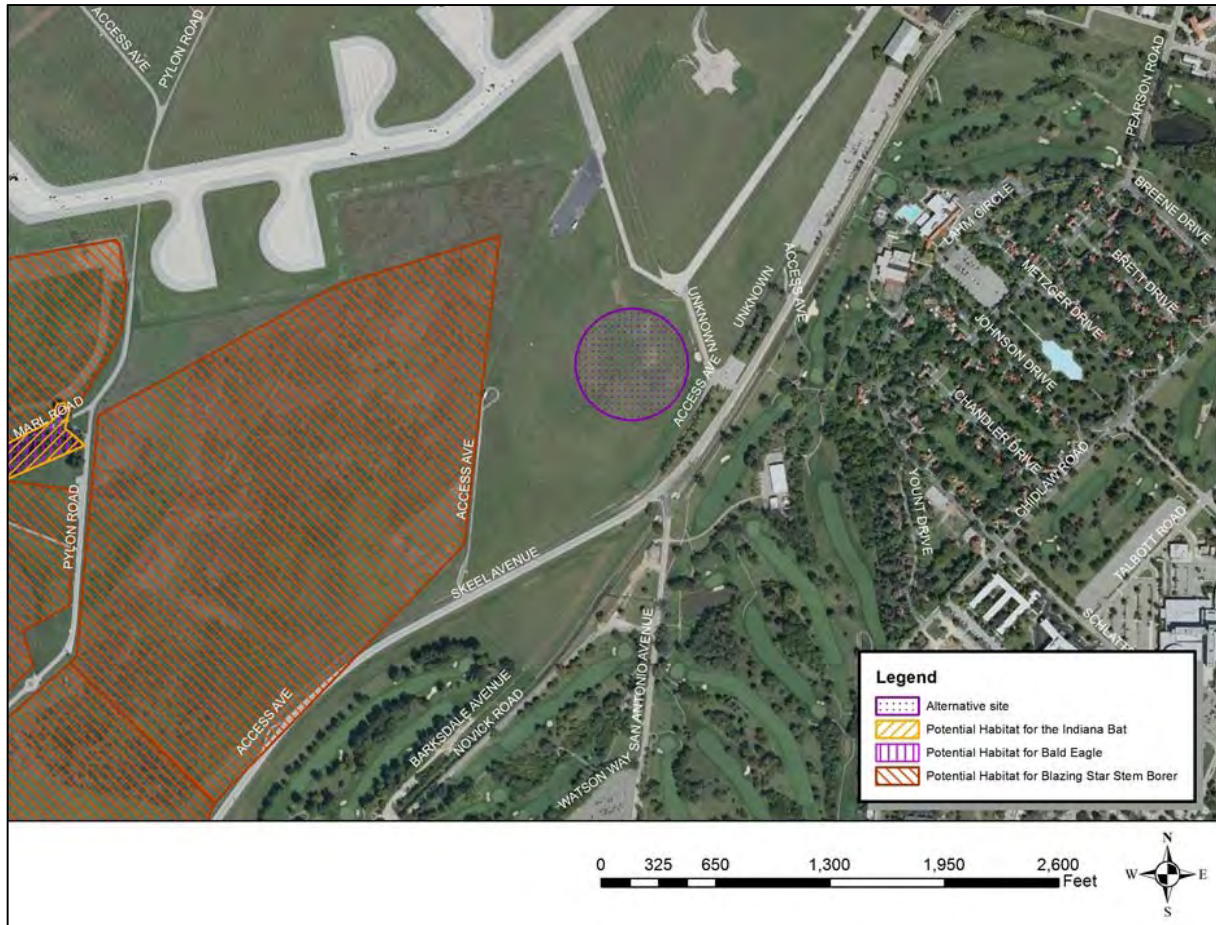 ACCESS AVE
PYLON ROAD
PEARSON ROAD
BREENE DRIVE
LAHM CIRCLE
BRETT DRIVE
METZGER DRIVE
JOHNSON DRIVE
ACCESS AVE
UNKNOWN
UNKNOWN
ACCESS AVE
MARL ROAD
CHANDLER DRIVE
CHIDLAW ROAD
YOUNT DRIVE
ACCESS AVE
PYLON ROAD
TALBOTT ROAD
SKEEL AVENUE
SCHLATE
SAN ANTONIO AVENUE
ACCESS AVE
BARKSDALE AVENUE
NOVICK ROAD
WATSON WAY
Legend
Alternative site
Potential Habitat for the Indiana Bat
Potential Habitat for Bald Eagle
Potential Habitat for Blazing Star Stem Borer
0 325 650 1,300 1,950 2,600
Feet
N
W E
S